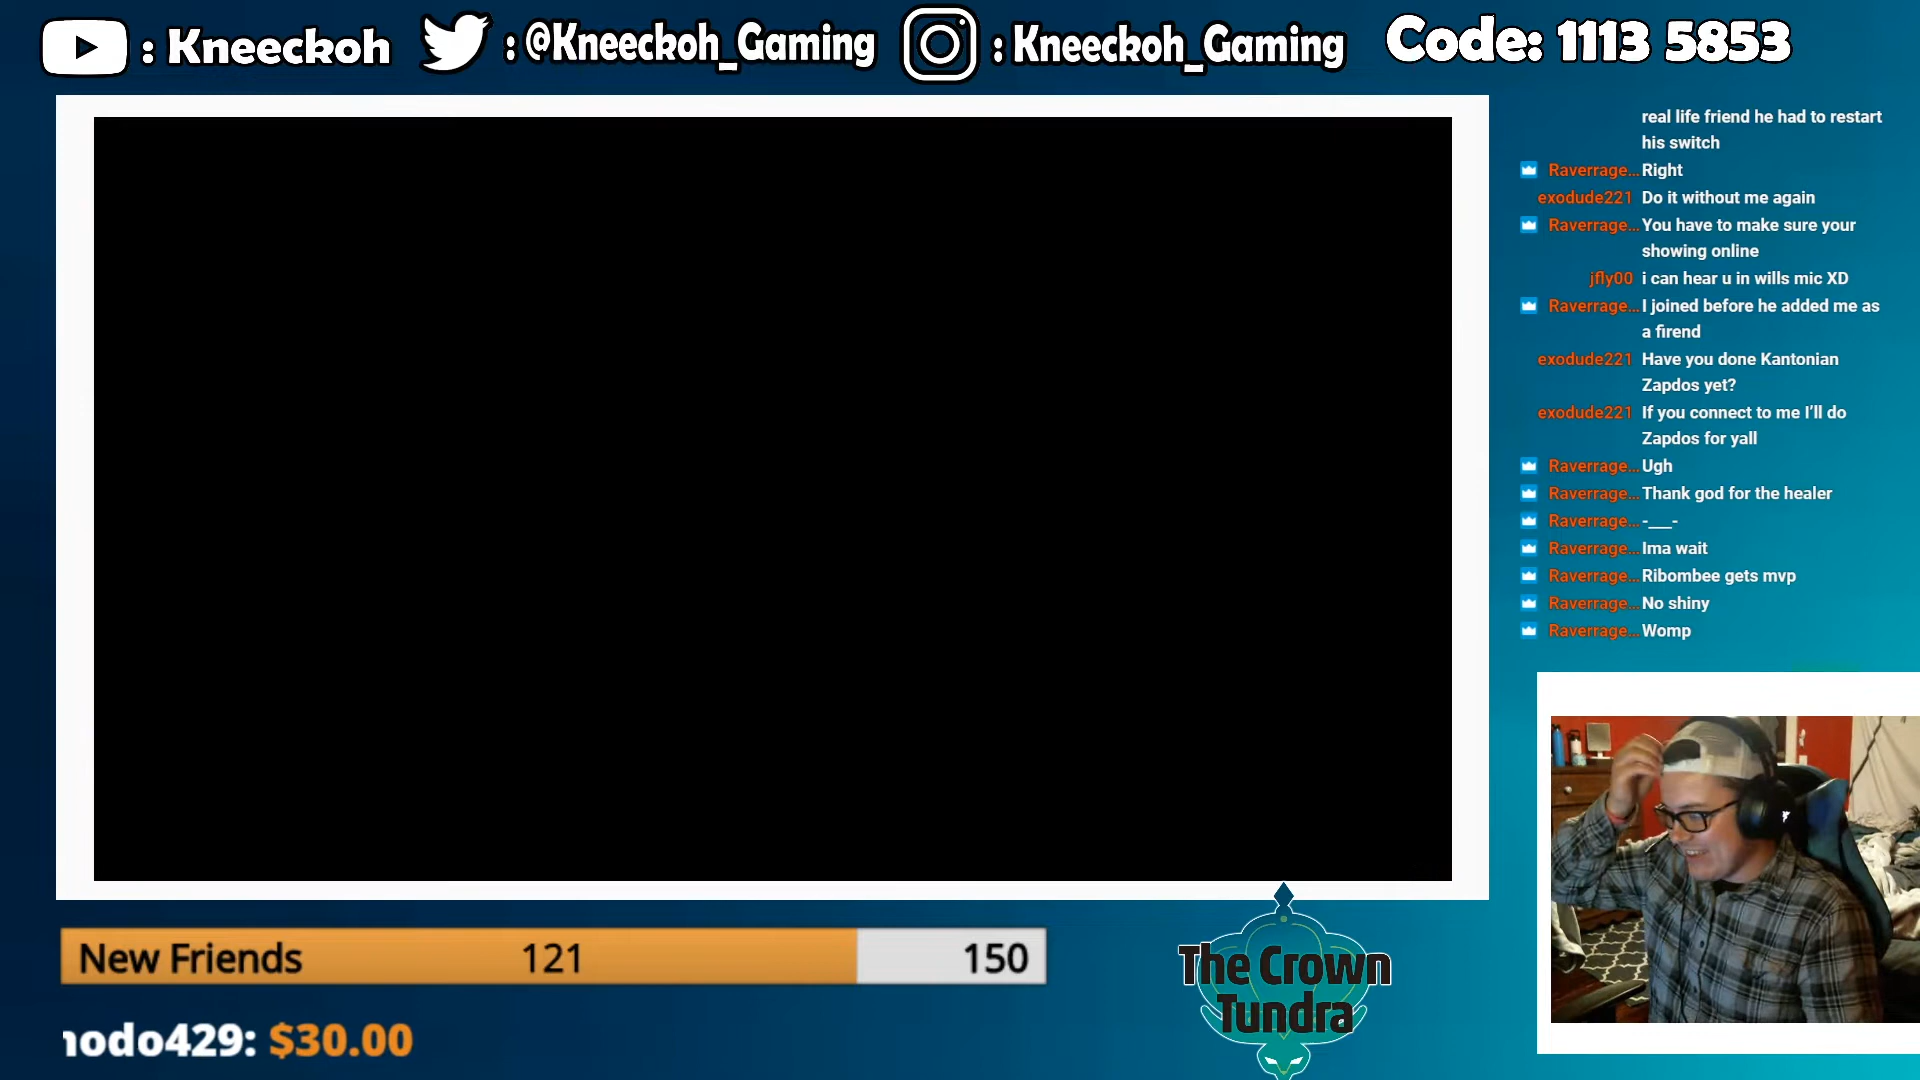 : Kneeckoh : @Kneeckoh_Gaming : Kneeckoh_Gaming Code: 1113 5853
real life friend he had to restart
his switch
Raverrage... Right
exodude221 Do it without me again
Raverrage... You have to make sure your
showing online
jfly00 i can hear u in wills mic XD
Raverrage... I joined before he added me as
a firend
exodude221 Have you done Kantonian
Zapdos yet?
exodude221 If you connect to me I'll do
Zapdos for yall
Raverrage... Ugh
Raverrage... Thank god for the healer
Raverrage... -___-
Raverrage... Ima wait
Raverrage... Ribombee gets mvp
Raverrage... No shiny
Raverrage... Womp
New Friends 121 150
The Crown
Tundra
odo429: $30.00